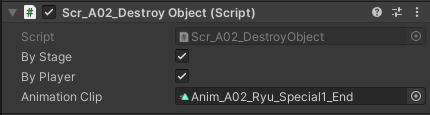 Scr_A02_Destroy Object (Script)
Script Scr_A02_DestroyObject
By Stage
By Player
Animation Clip Anim_A02_Ryu_Special1_End